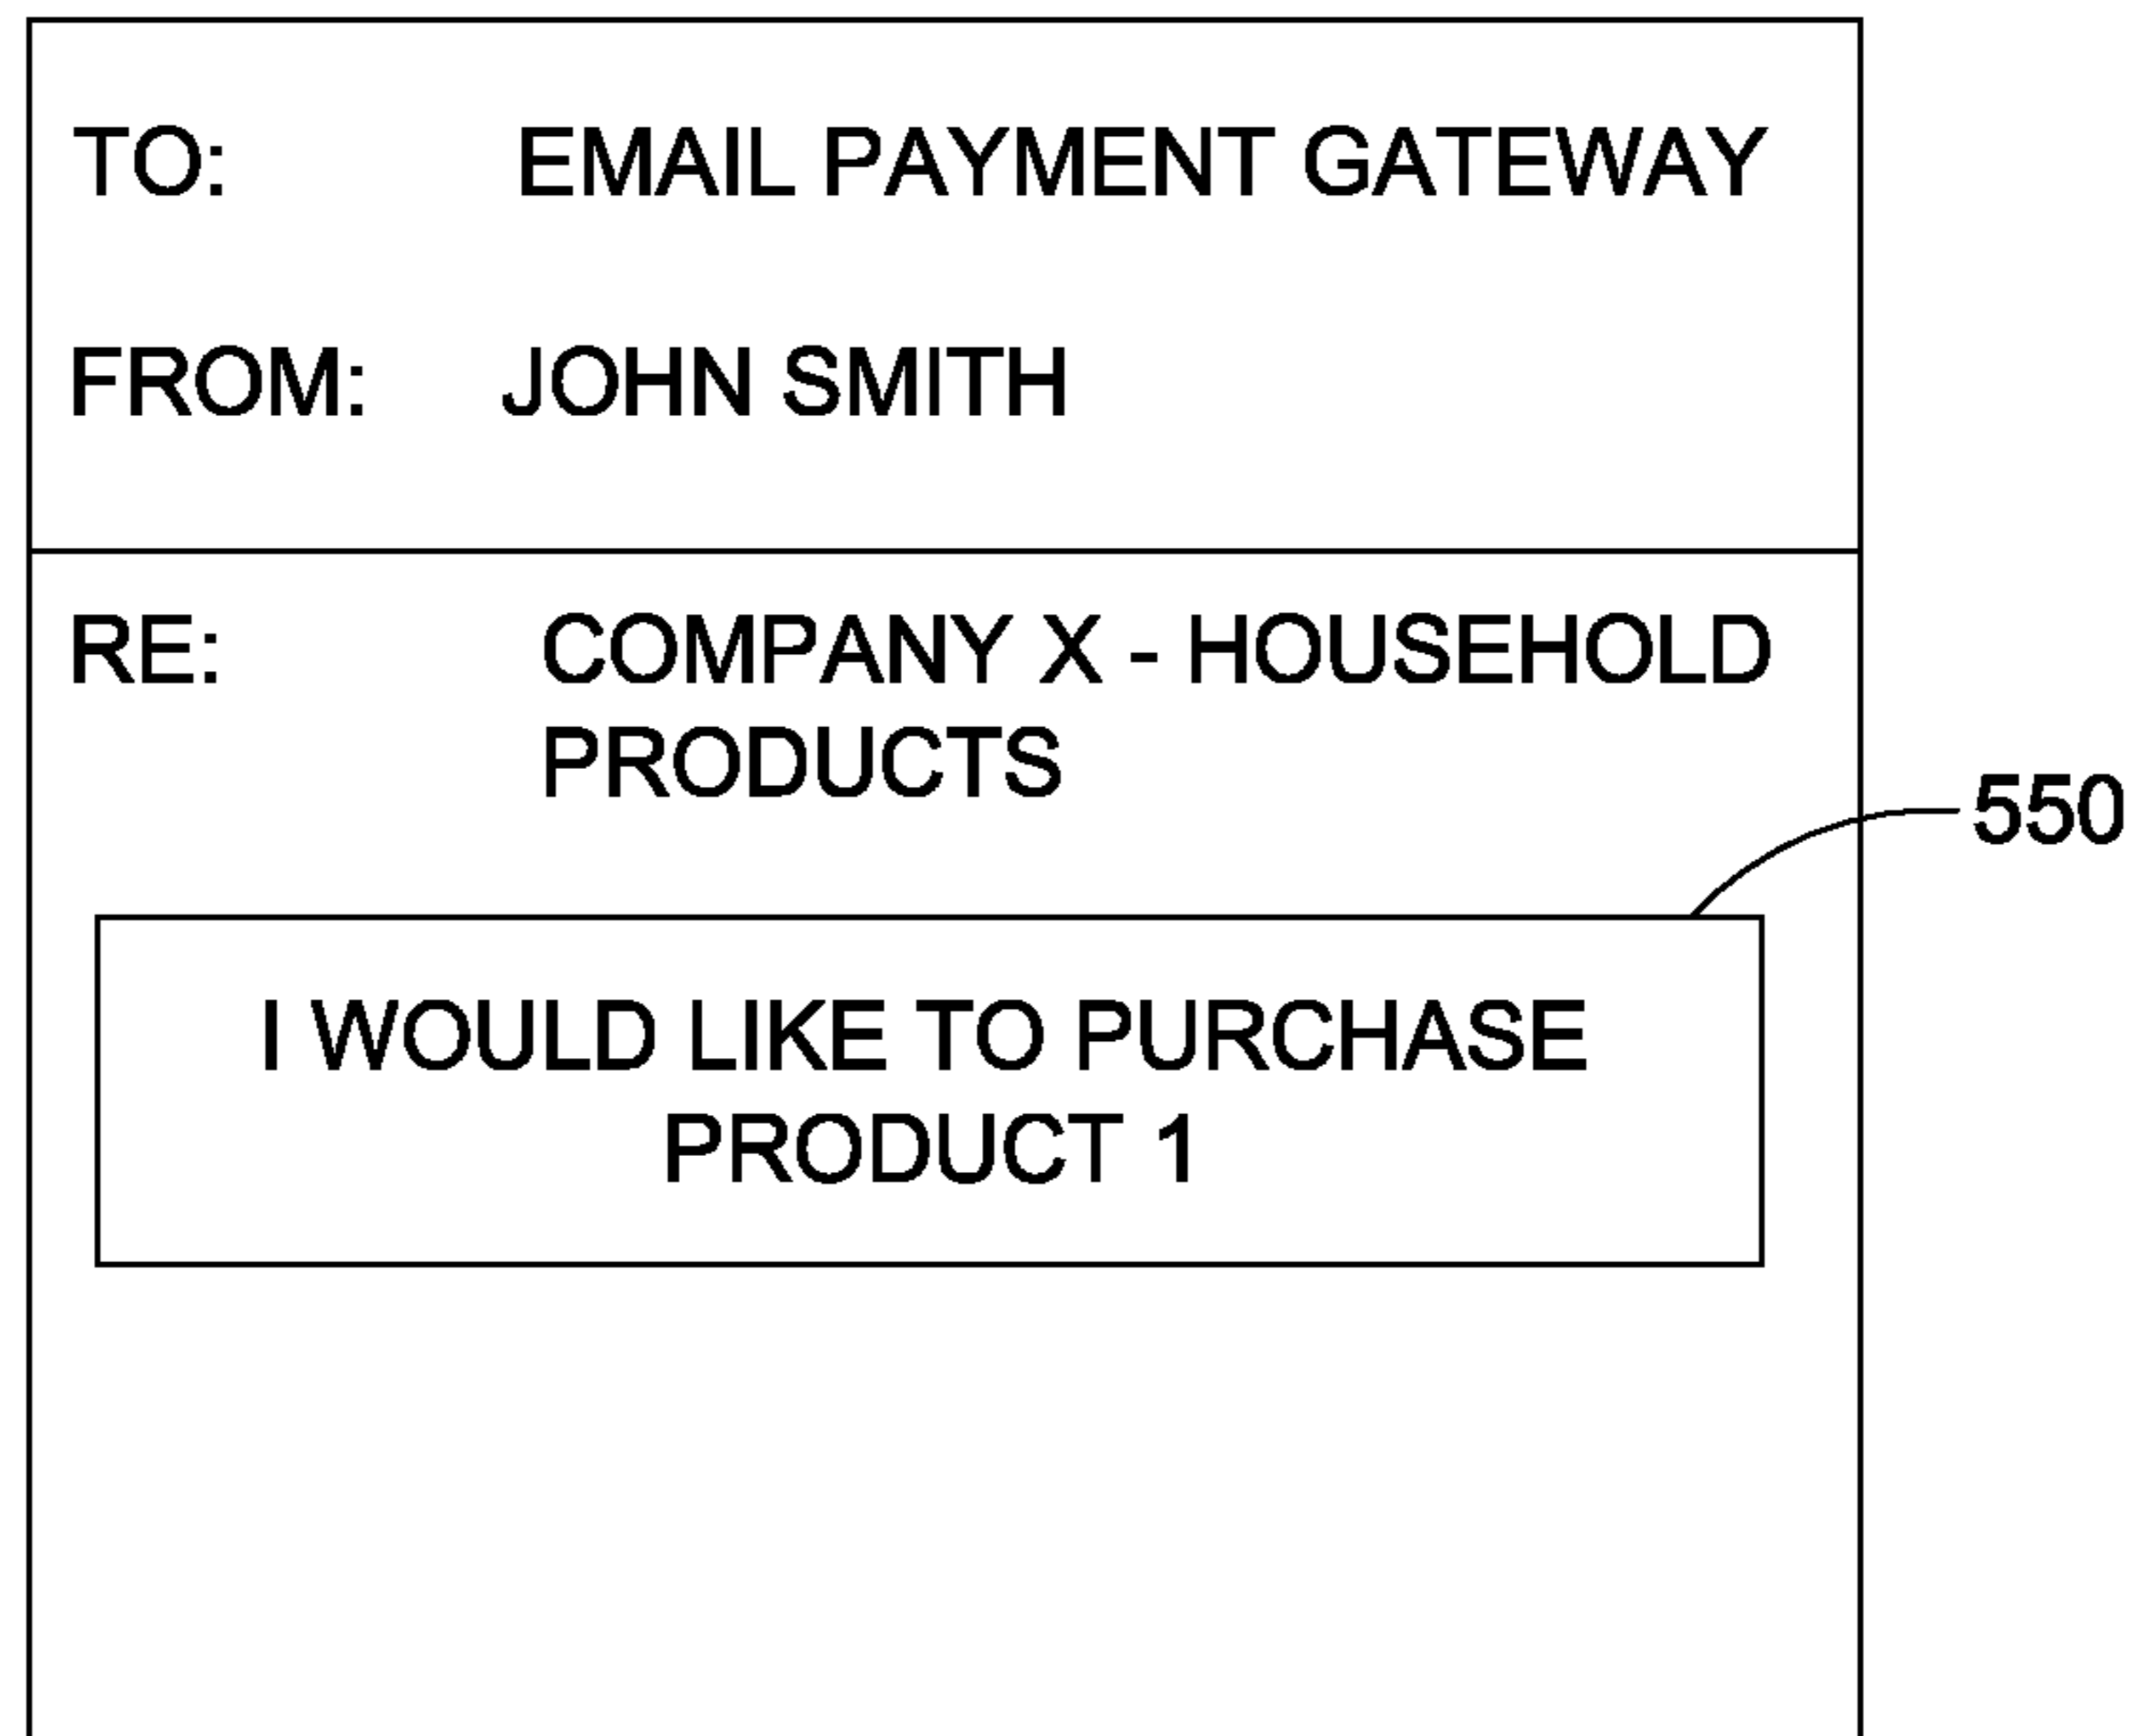 TO: EMAIL PAYMENT GATEWAY
FROM: JOHN SMITH
RE: COMPANY X - HOUSEHOLD
PRODUCTS
550
I WOULD LIKE TO PURCHASE
PRODUCT 1